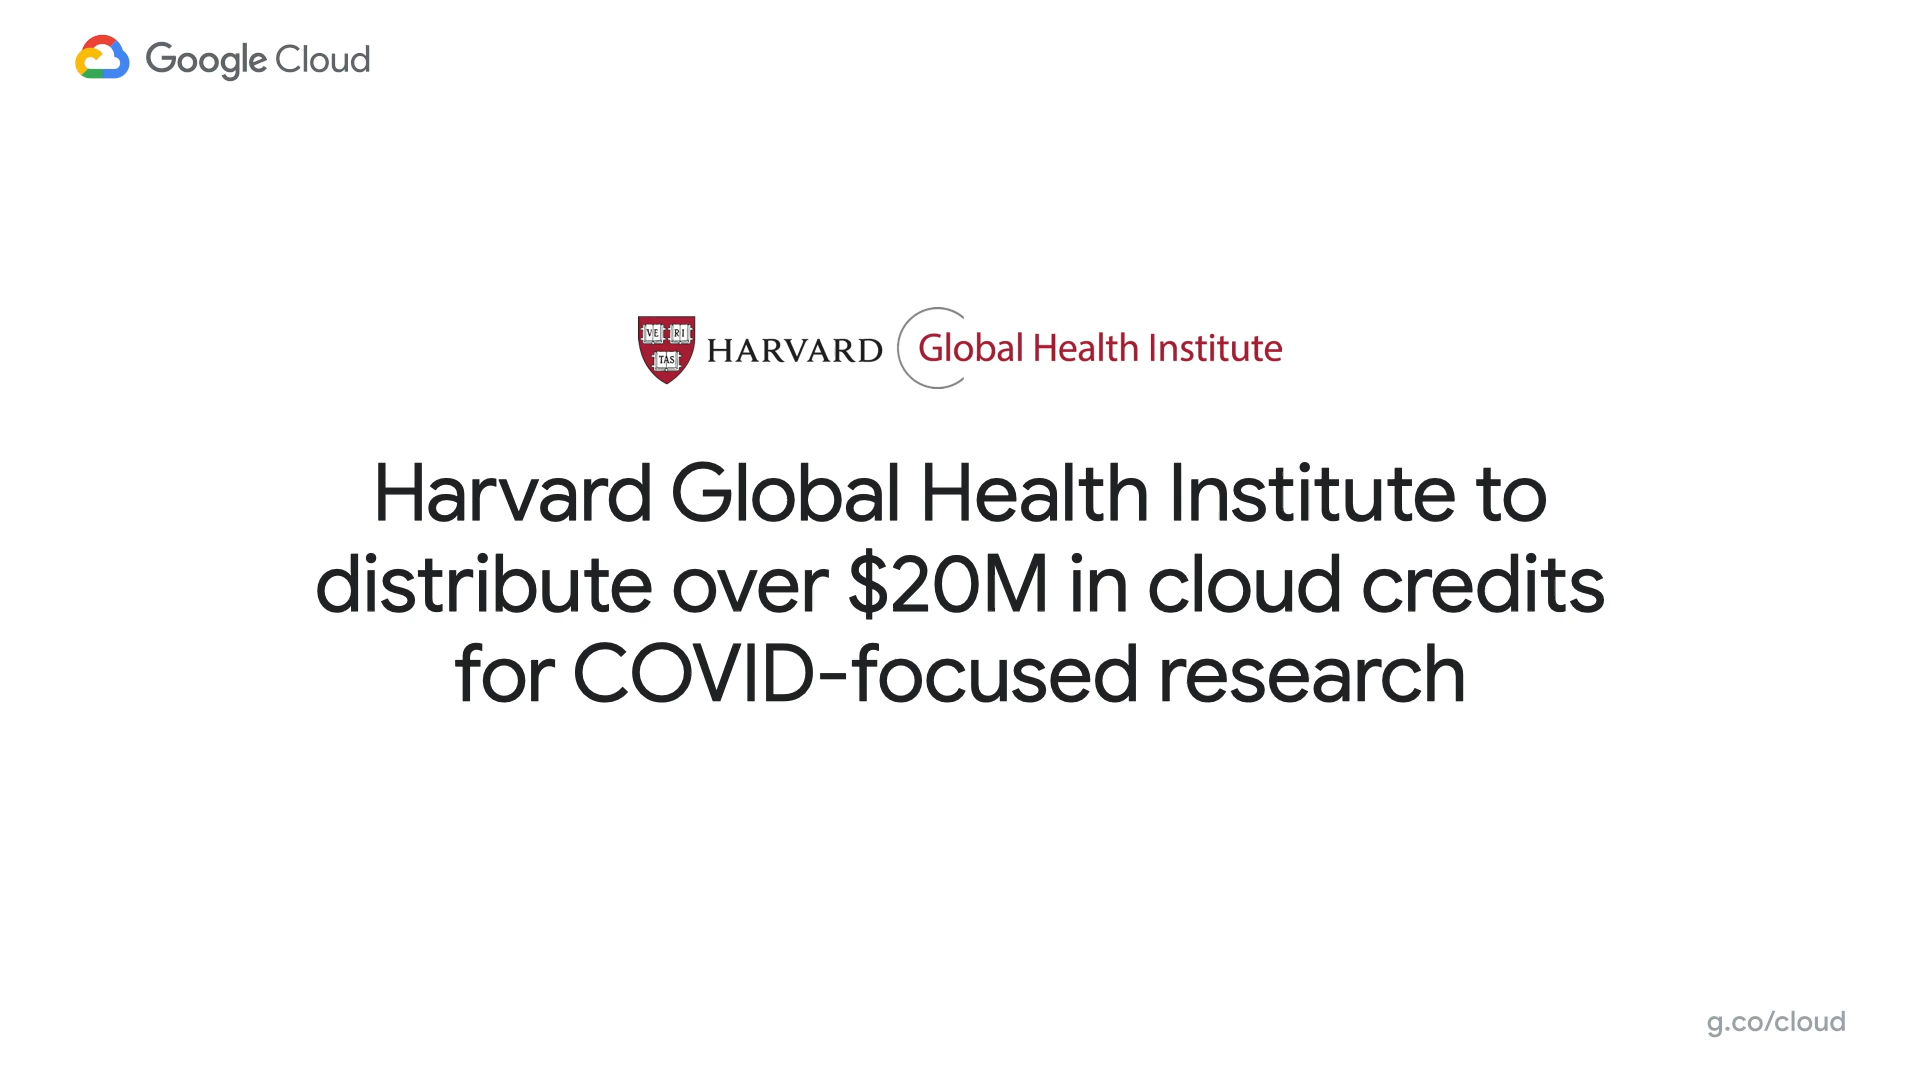 Google Cloud
VE RI
TAS
HARVARD Global Health Institute
Harvard Global Health Institute to
distribute over $20M in cloud credits
for COVID-focused research
g.co/cloud